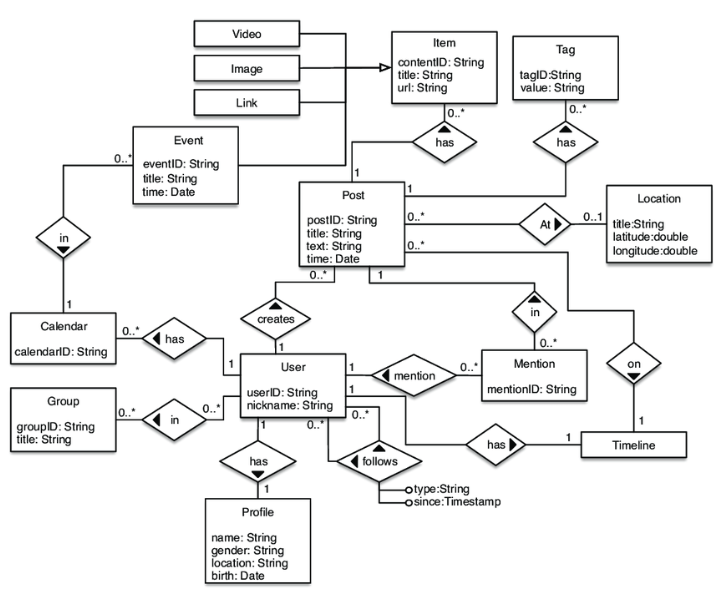 Video
Image
Link
Item
contentID: String
title: String
url: String
Tag
tagID:String
value: String
0..*
0..*
has
has
Event
eventID: String
title: String
time: Date
0..*
1
1
Post
postID: String
title: String
text: String
time: Date
0..*
At
0..1
Location
title:String
latitude:double
longitude:double
0..*
in
1
0..*
1
creates
in
Calendar
calendarID: String
0..*
has
1
1
0..*
User
userID: String
nickname: String
1
mention
0..*
Mention
mentionID: String
on
Group
groupID: String
title: String
0..*
in
0..*
1
0..*
has
1
1
Timeline
1
0..*
has
follows
1
type:String
since:Timestamp
Profile
name: String
gender: String
location: String
birth: Date